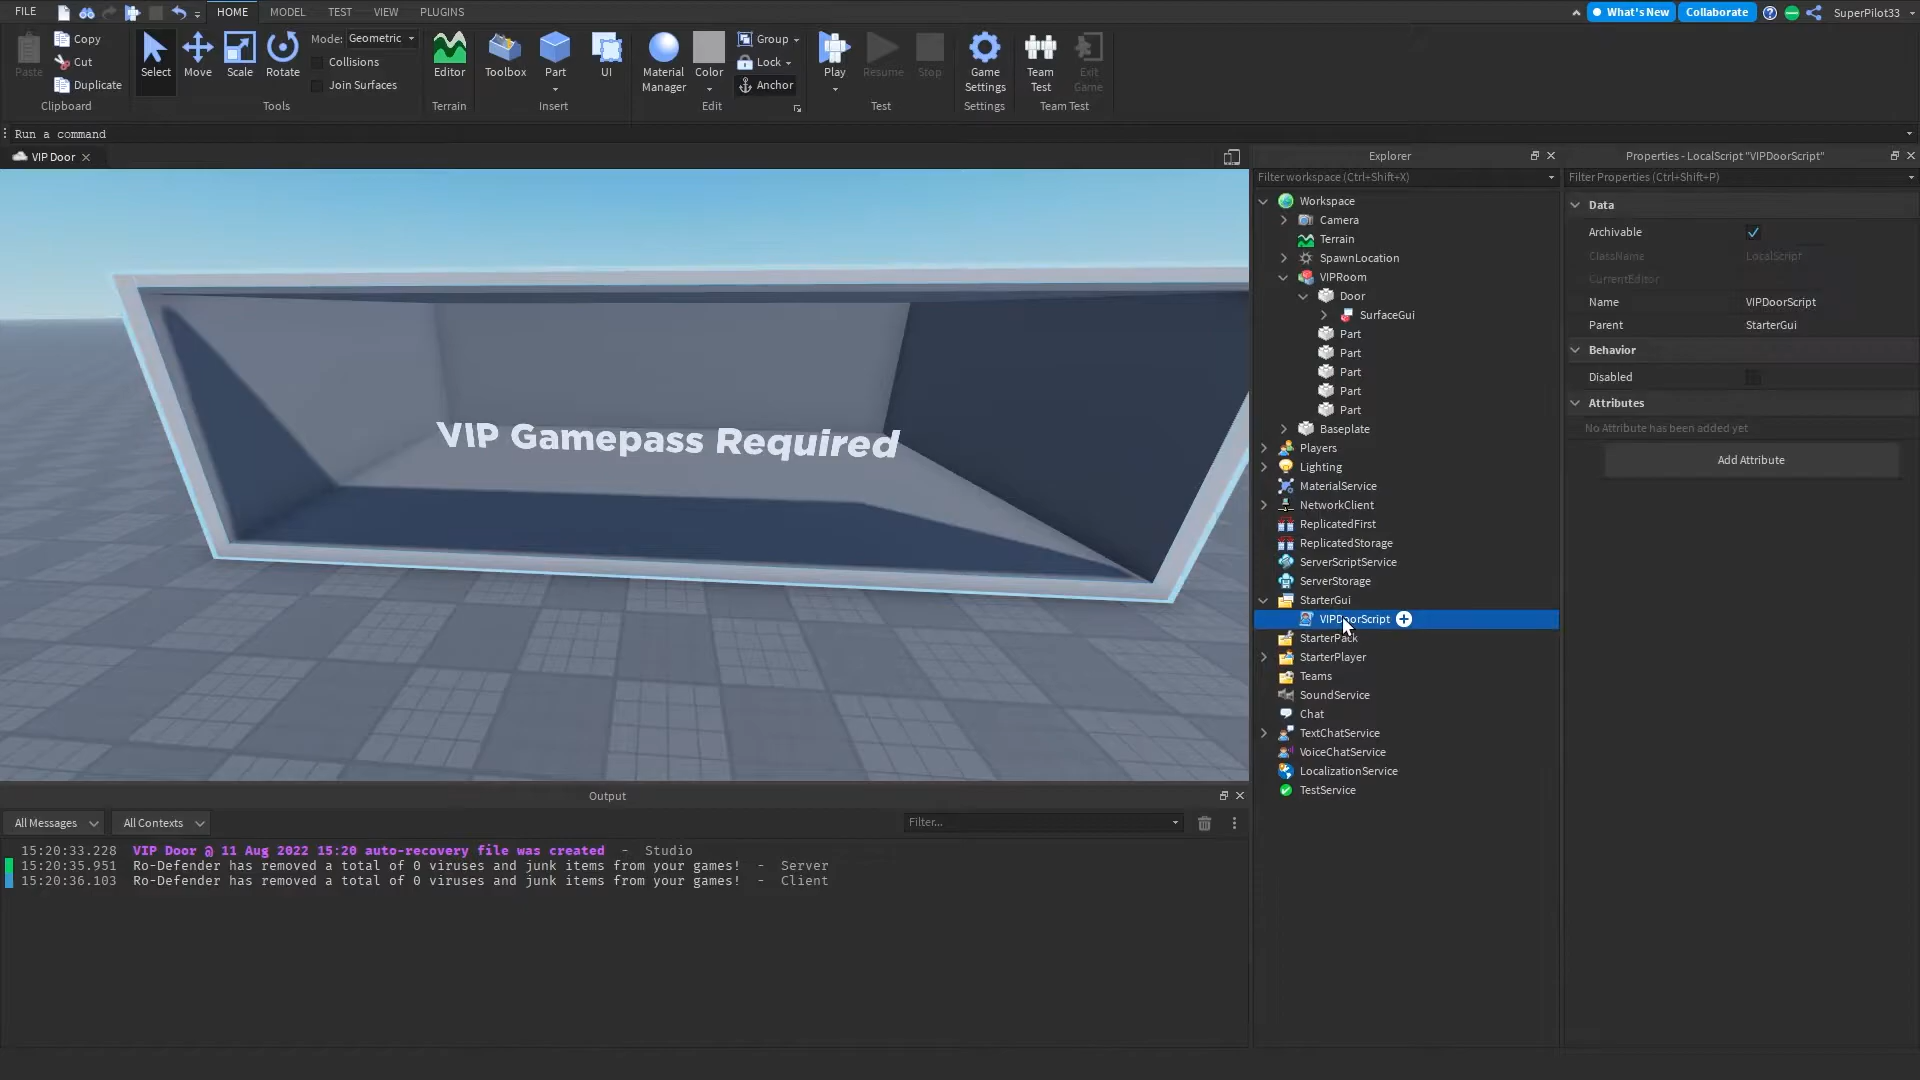 FILE
HOME
MODEL
TEST
VIEW
PLUGINS
What's New
Collaborate
SuperPilot33
Paste
Copy
Cut
Duplicate
Clipboard
Select
Move
Scale
Rotate
Mode: Geometric
Collisions
Join Surfaces
Tools
Editor
Terrain
Toolbox
Part
UI
Insert
Material Manager
Color
Group
Lock
Anchor
Edit
Play
Resume
Stop
Test
Game Settings
Settings
Team Test
Exit Game
Team Test
Run a command
VIP Door
VIP Gamepass Required
Explorer
Filter workspace (Ctrl+Shift+X)
Workspace
Camera
Terrain
SpawnLocation
VIPRoom
Door
SurfaceGui
Part
Part
Part
Part
Part
Baseplate
Players
Lighting
MaterialService
NetworkClient
ReplicatedFirst
ReplicatedStorage
ServerScriptService
ServerStorage
StarterGui
VIPDoorScript
StarterPack
StarterPlayer
Teams
SoundService
Chat
TextChatService
VoiceChatService
LocalizationService
TestService
Properties - LocalScript "VIPDoorScript"
Filter Properties (Ctrl+Shift+P)
Data
Archivable
ClassName LocalScript
CurrentEditor
Name VIPDoorScript
Parent StarterGui
Behavior
Disabled
Attributes
No Attribute has been added yet
Add Attribute
Output
All Messages
All Contexts
Filter...
15:20:33.228 VIP Door @ 11 Aug 2022 15:20 auto-recovery file was created - Studio
15:20:35.951 Ro-Defender has removed a total of 0 viruses and junk items from your games! - Server
15:20:36.103 Ro-Defender has removed a total of 0 viruses and junk items from your games! - Client